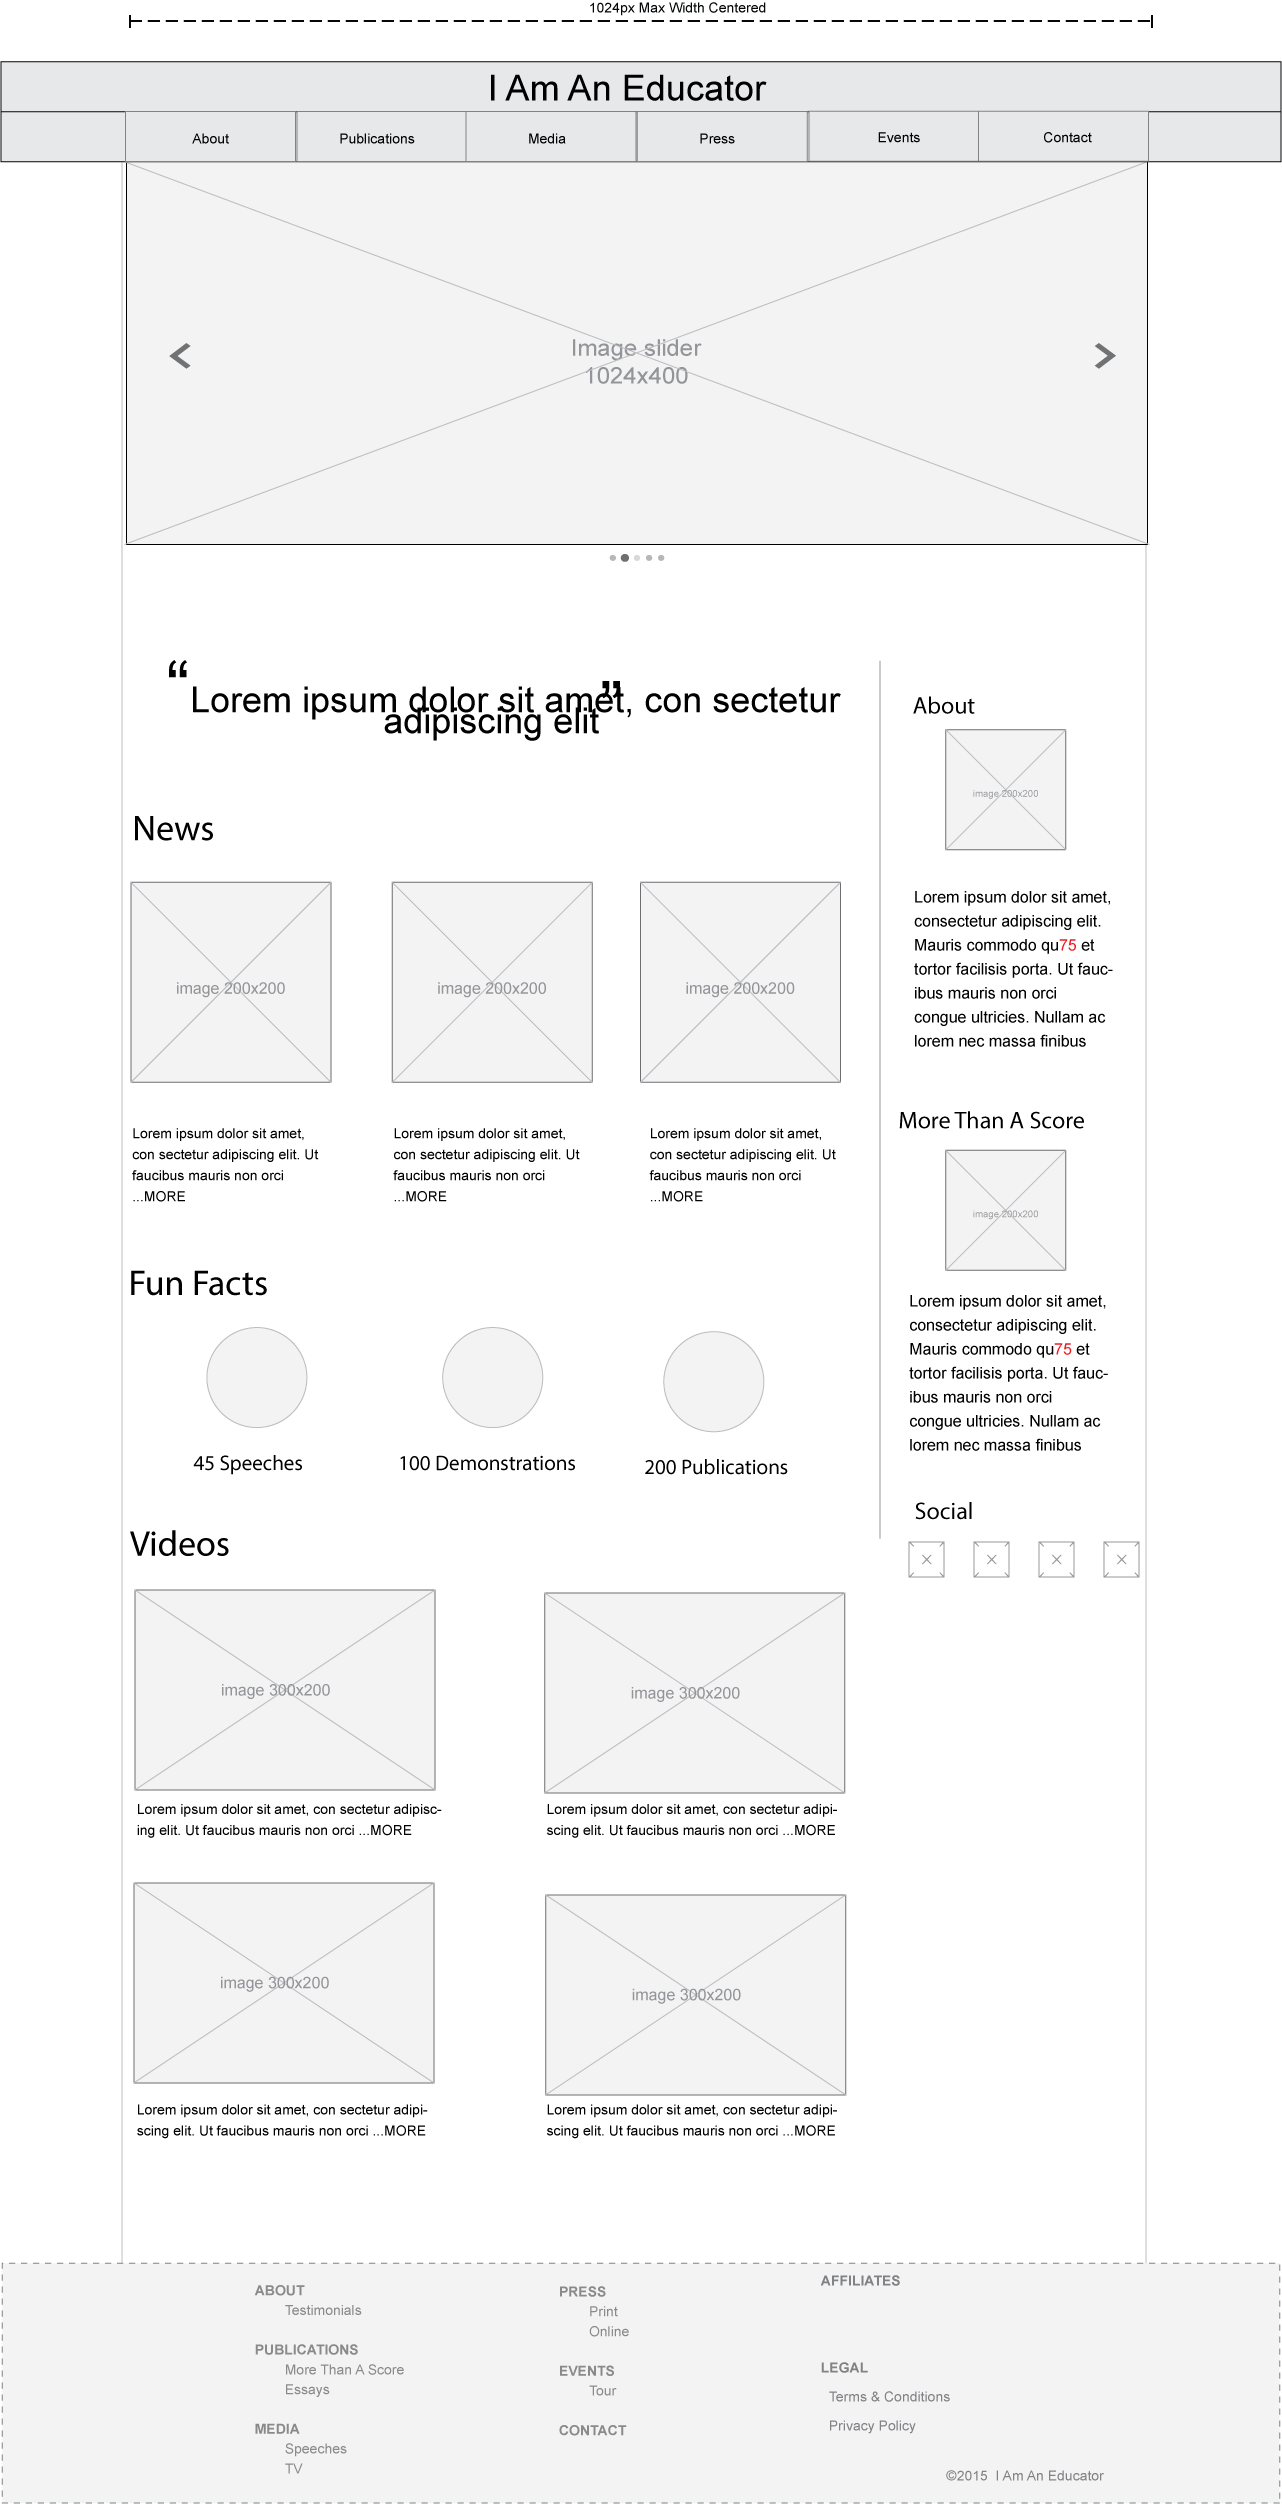 1024px Max Width Centered
I Am An Educator
About
Publications
Media
Press
Events
Contact
Image slider
1024x400
“
Lorem ipsum dolor sit amet, con sectetur
adipiscing elit”
News
image 200x200
image 200x200
image 200x200
Lorem ipsum dolor sit amet,
con sectetur adipiscing elit. Ut
faucibus mauris non orci
...MORE
Lorem ipsum dolor sit amet,
con sectetur adipiscing elit. Ut
faucibus mauris non orci
...MORE
Lorem ipsum dolor sit amet,
con sectetur adipiscing elit. Ut
faucibus mauris non orci
...MORE
Fun Facts
45 Speeches
100 Demonstrations
200 Publications
Videos
image 300x200
Lorem ipsum dolor sit amet, con sectetur adipisc-
ing elit. Ut faucibus mauris non orci ...MORE
image 300x200
Lorem ipsum dolor sit amet, con sectetur adipi-
scing elit. Ut faucibus mauris non orci ...MORE
image 300x200
Lorem ipsum dolor sit amet, con sectetur adipi-
scing elit. Ut faucibus mauris non orci ...MORE
image 300x200
Lorem ipsum dolor sit amet, con sectetur adipi-
scing elit. Ut faucibus mauris non orci ...MORE
About
image 200x200
Lorem ipsum dolor sit amet,
consectetur adipiscing elit.
Mauris commodo qu75 et
tortor facilisis porta. Ut fauc-
ibus mauris non orci
congue ultricies. Nullam ac
lorem nec massa finibus
More Than A Score
image 200x200
Lorem ipsum dolor sit amet,
consectetur adipiscing elit.
Mauris commodo qu75 et
tortor facilisis porta. Ut fauc-
ibus mauris non orci
congue ultricies. Nullam ac
lorem nec massa finibus
Social
ABOUT
Testimonials
PUBLICATIONS
More Than A Score
Essays
MEDIA
Speeches
TV
PRESS
Print
Online
EVENTS
Tour
CONTACT
AFFILIATES
LEGAL
Terms & Conditions
Privacy Policy
©2015 I Am An Educator